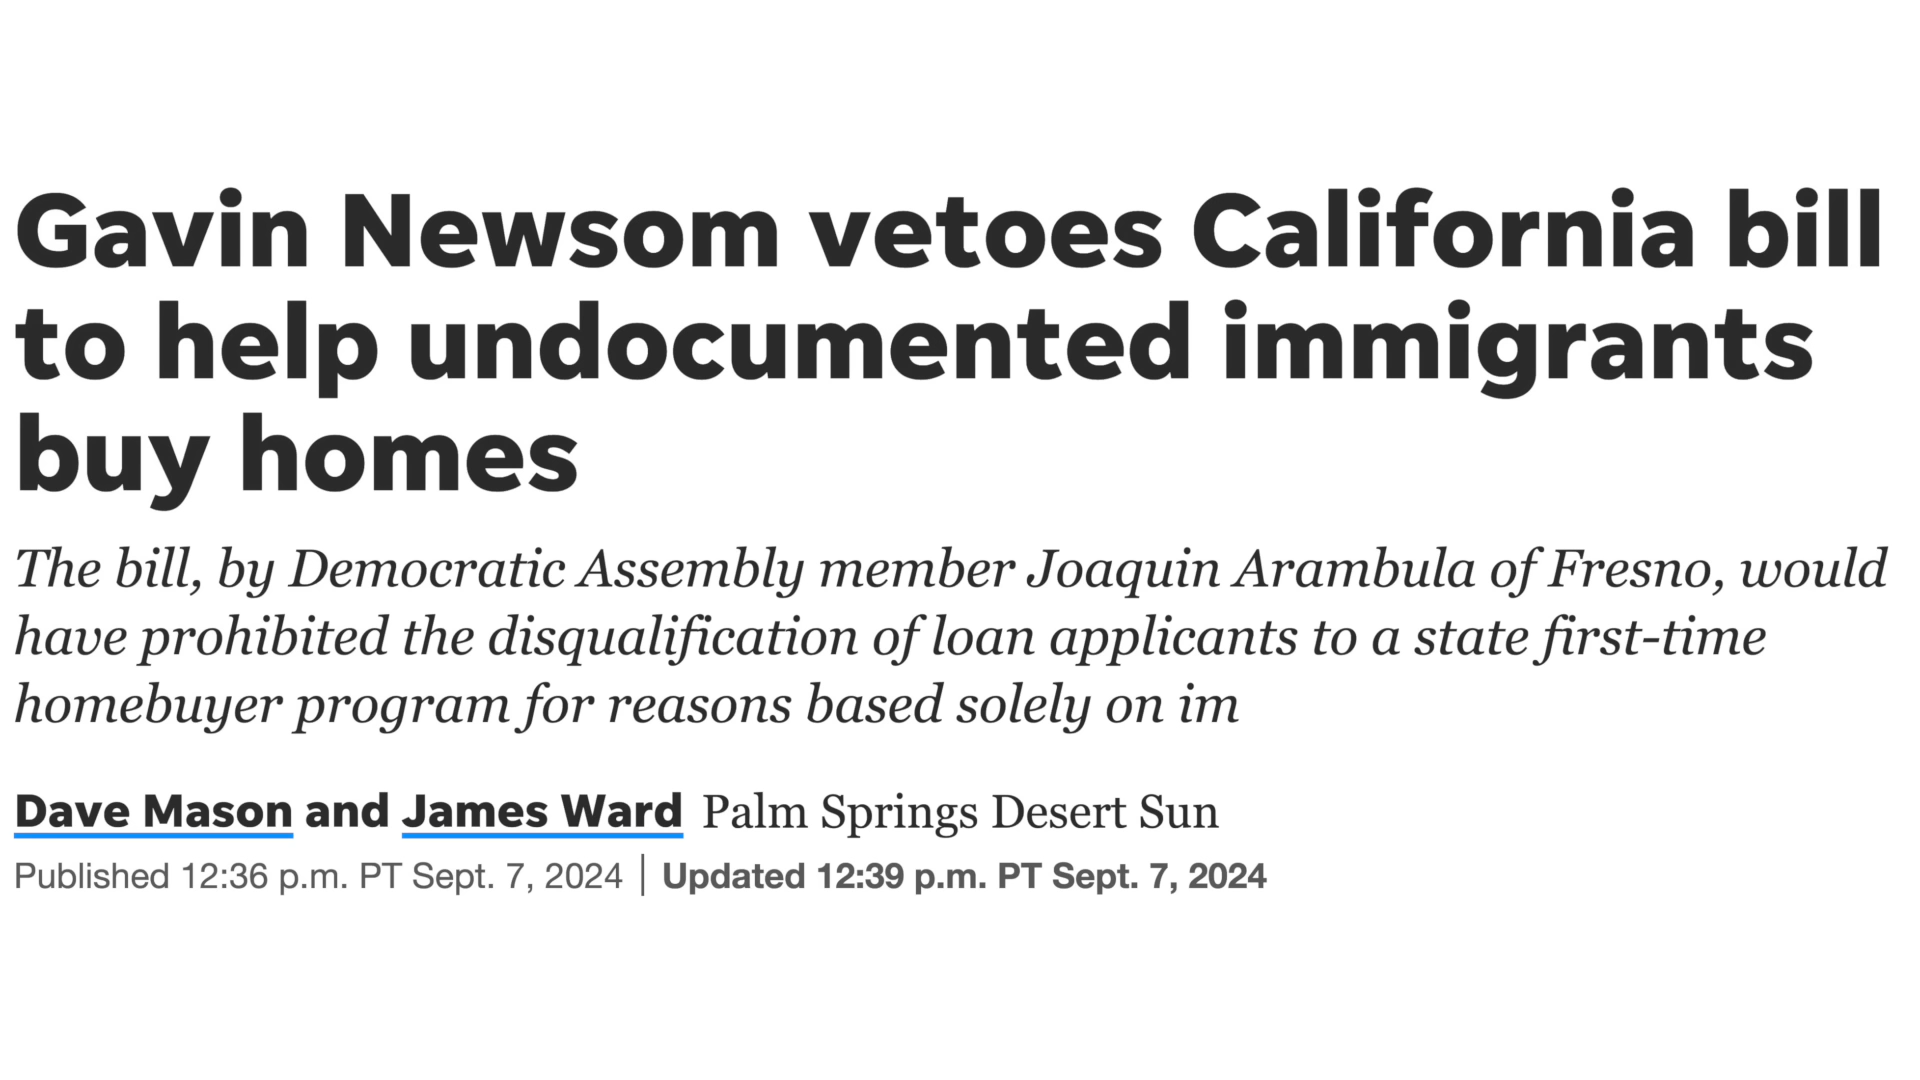 Gavin Newsom vetoes California bill
to help undocumented immigrants
buy homes
The bill, by Democratic Assembly member Joaquin Arambula of Fresno, would
have prohibited the disqualification of loan applicants to a state first-time
homebuyer program for reasons based solely on im
Dave Mason and James Ward Palm Springs Desert Sun
Published 12:36 p.m. PT Sept. 7, 2024 | Updated 12:39 p.m. PT Sept. 7, 2024